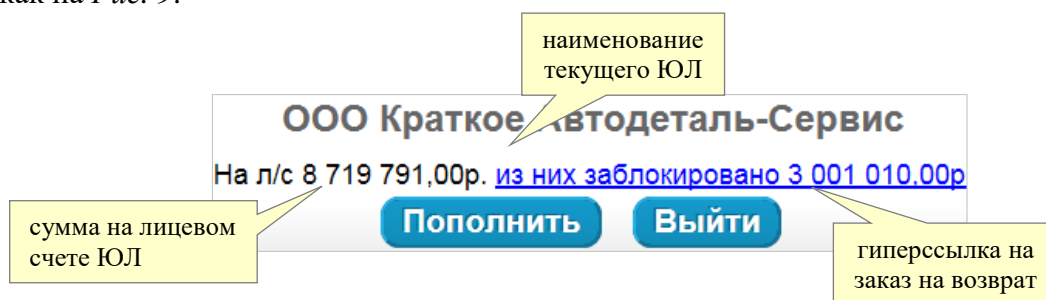 как на Рис. 9.
наименование
текущего ЮЛ
ООО Краткое Автодеталь-Сервис
На л/с 8 719 791,00р. из них заблокировано 3 001 010,00р
сумма на лицевом
счете ЮЛ
Пополнить Выйти
гиперссылка на
заказ на возврат